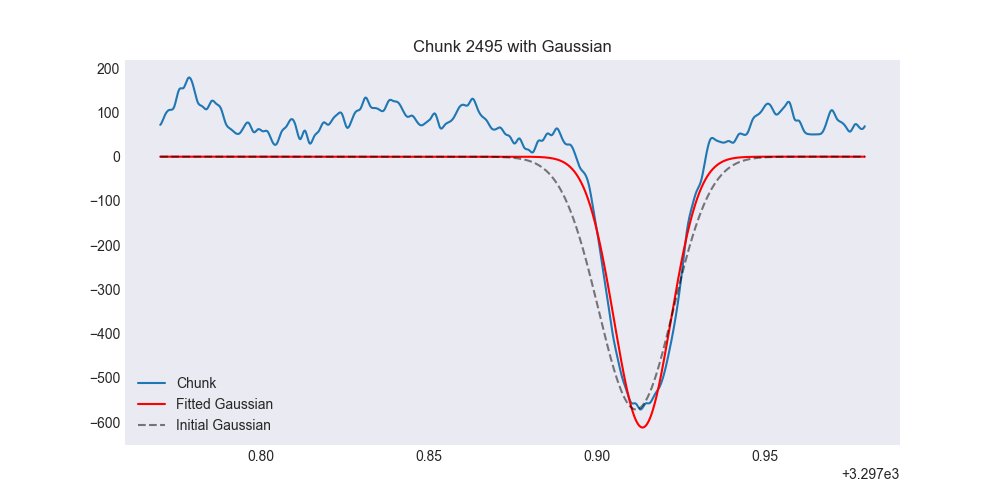 Chunk 2495 with Gaussian
200
100
0
−100
−200
−300
−400
−500
−600
Chunk
Fitted Gaussian
Initial Gaussian
0.80 0.85 0.90 0.95
+3.297e3